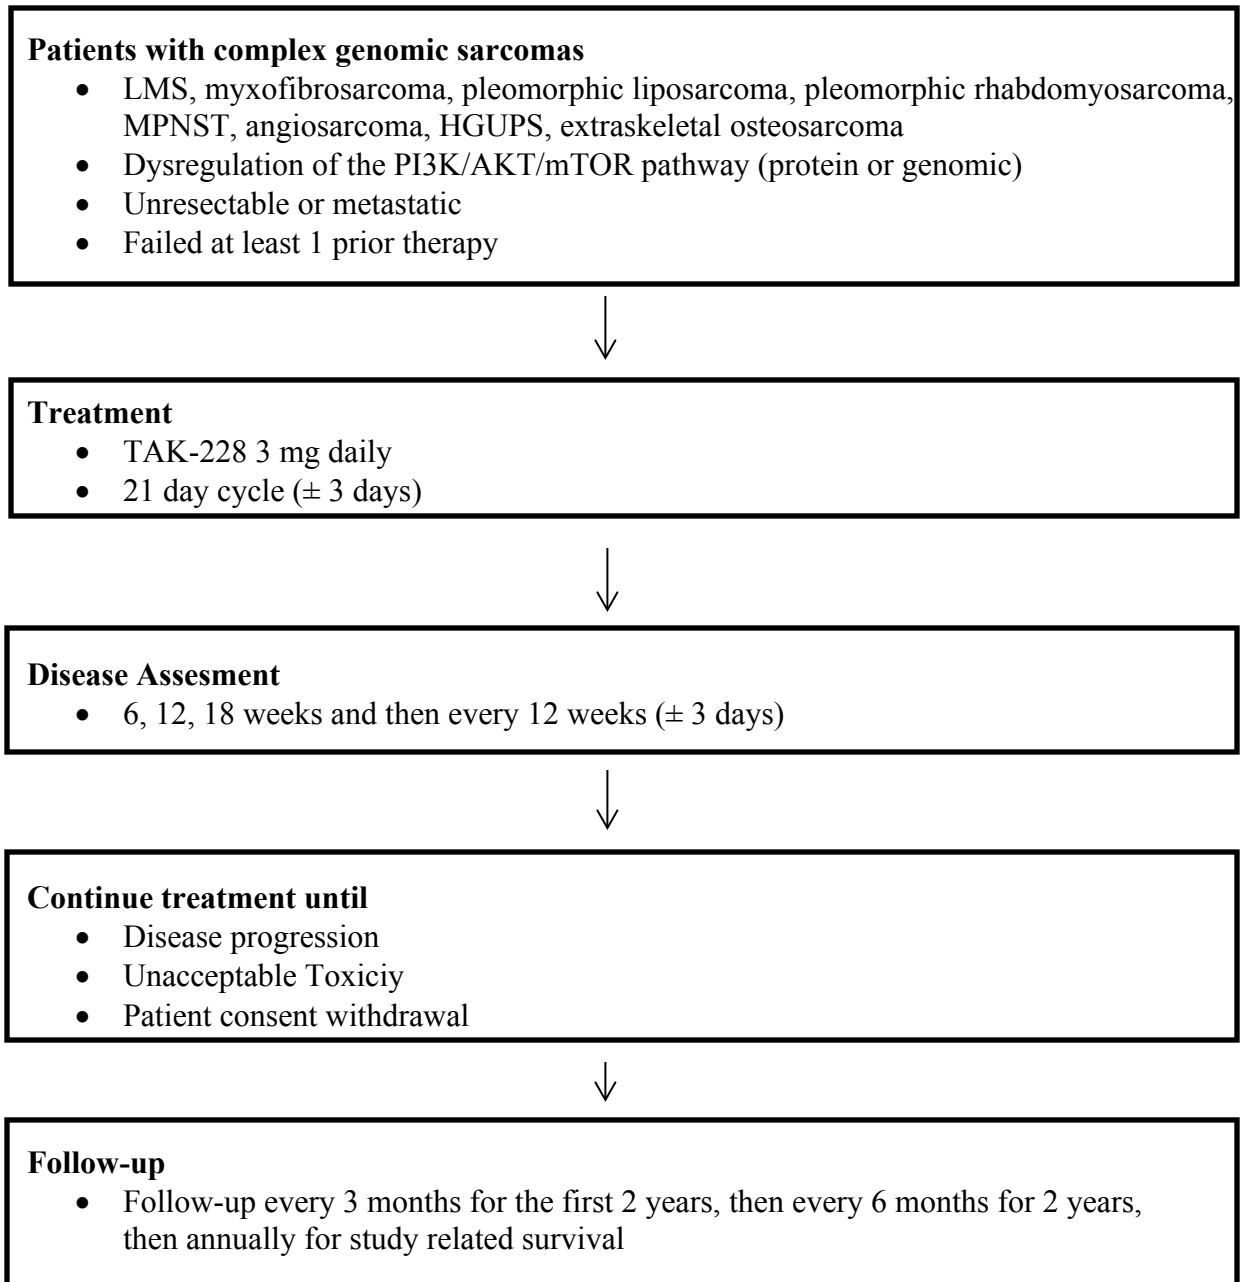 Patients with complex genomic sarcomas
• LMS, myxofibrosarcoma, pleomorphic liposarcoma, pleomorphic rhabdomyosarcoma,
MPNST, angiosarcoma, HGUPS, extraskeletal osteosarcoma
• Dysregulation of the PI3K/AKT/mTOR pathway (protein or genomic)
• Unresectable or metastatic
• Failed at least 1 prior therapy
Treatment
• TAK-228 3 mg daily
• 21 day cycle (± 3 days)
Disease Assesment
• 6, 12, 18 weeks and then every 12 weeks (± 3 days)
Continue treatment until
• Disease progression
• Unacceptable Toxiciy
• Patient consent withdrawal
Follow-up
• Follow-up every 3 months for the first 2 years, then every 6 months for 2 years,
then annually for study related survival